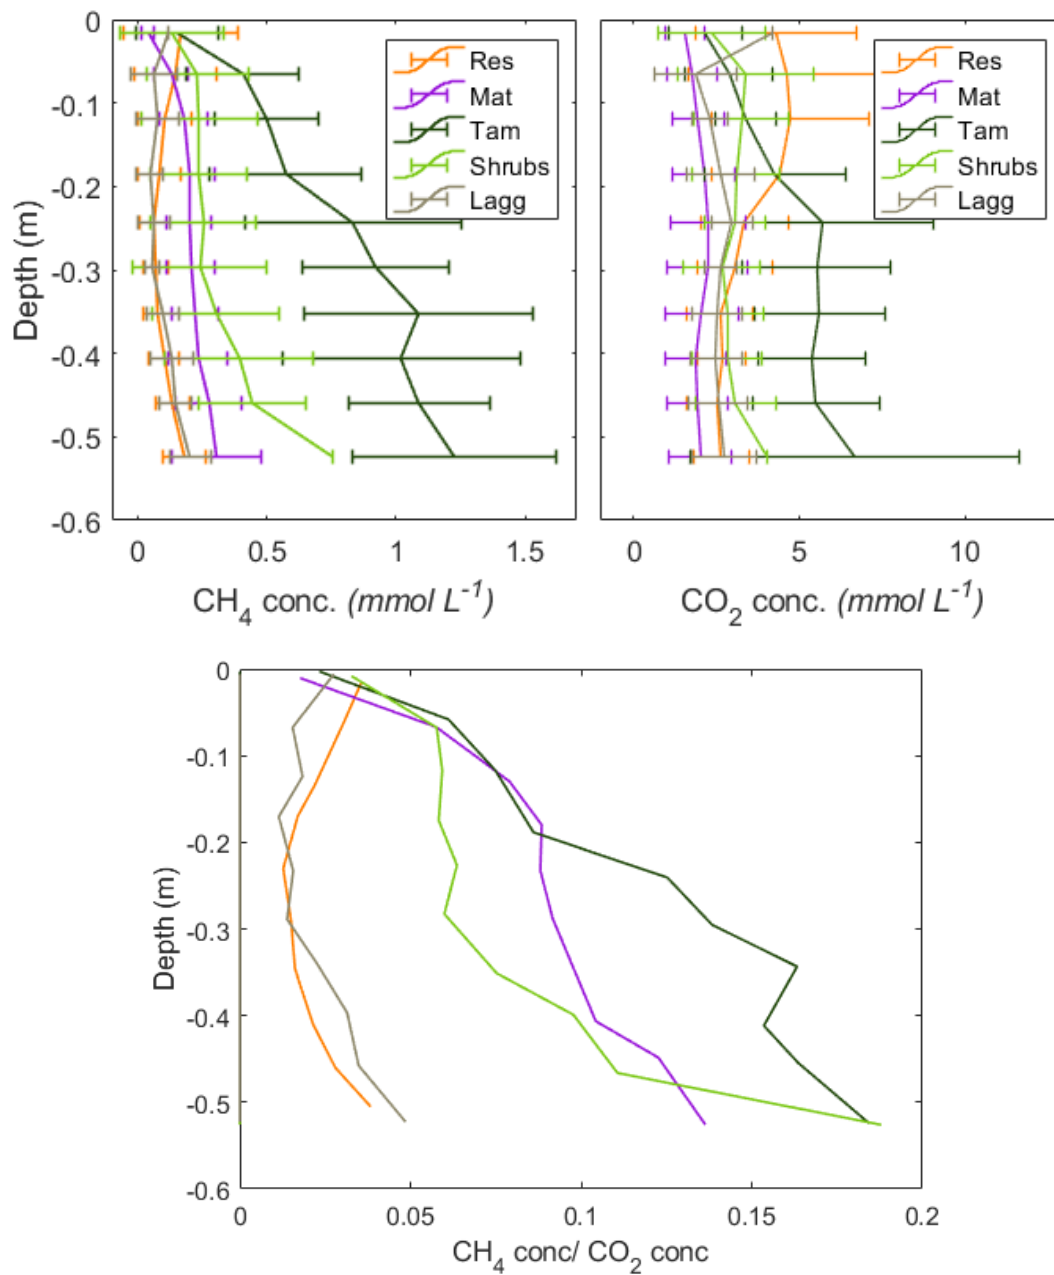 0
-0.1
-0.2
-0.3
-0.4
-0.5
-0.6
Depth (m)
Res
Mat
Tam
Shrubs
Lagg
0 0.5 1 1.5
CH₄ conc. (mmol L⁻¹)
Res
Mat
Tam
Shrubs
Lagg
0 5 10
CO₂ conc. (mmol L⁻¹)
0
-0.1
-0.2
-0.3
-0.4
-0.5
-0.6
Depth (m)
0 0.05 0.1 0.15 0.2
CH₄ conc/ CO₂ conc